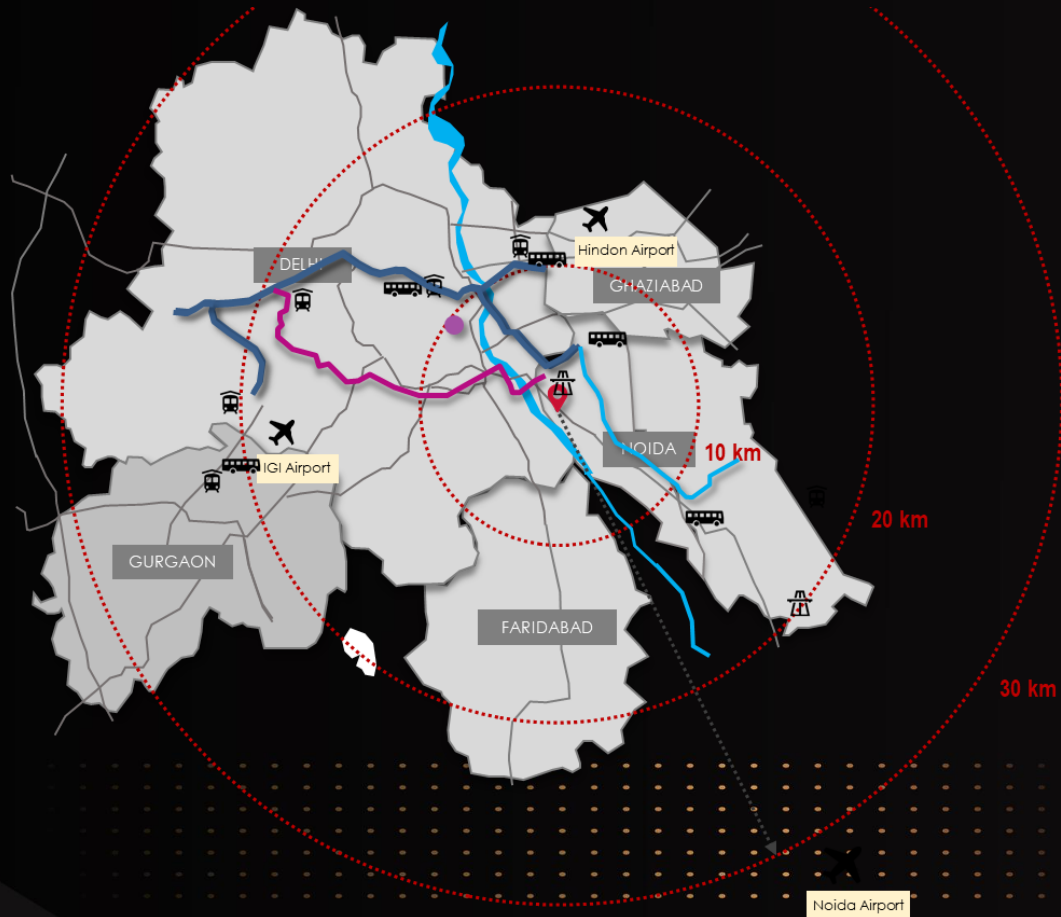 Hindon Airport
DELHI
GHAZIABAD
NOIDA
10 km
IGI Airport
20 km
GURGAON
FARIDABAD
30 km
Noida Airport